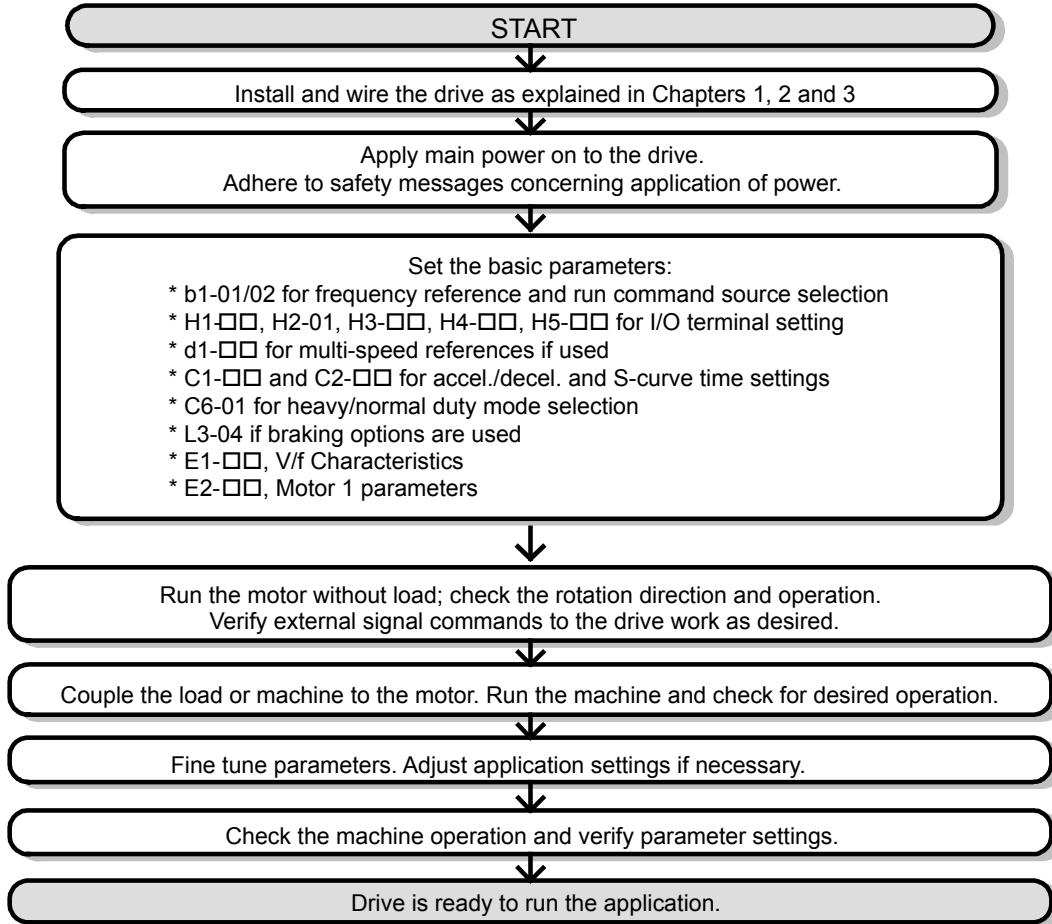 START
Install and wire the drive as explained in Chapters 1, 2 and 3
Apply main power on to the drive.
Adhere to safety messages concerning application of power.
Set the basic parameters:
* b1-01/02 for frequency reference and run command source selection
* H1-□□, H2-01, H3-□□, H4-□□, H5-□□ for I/O terminal setting
* d1-□□ for multi-speed references if used
* C1-□□ and C2-□□ for accel./decel. and S-curve time settings
* C6-01 for heavy/normal duty mode selection
* L3-04 if braking options are used
* E1-□□, V/f Characteristics
* E2-□□, Motor 1 parameters
Run the motor without load; check the rotation direction and operation.
Verify external signal commands to the drive work as desired.
Couple the load or machine to the motor. Run the machine and check for desired operation.
Fine tune parameters. Adjust application settings if necessary.
Check the machine operation and verify parameter settings.
Drive is ready to run the application.